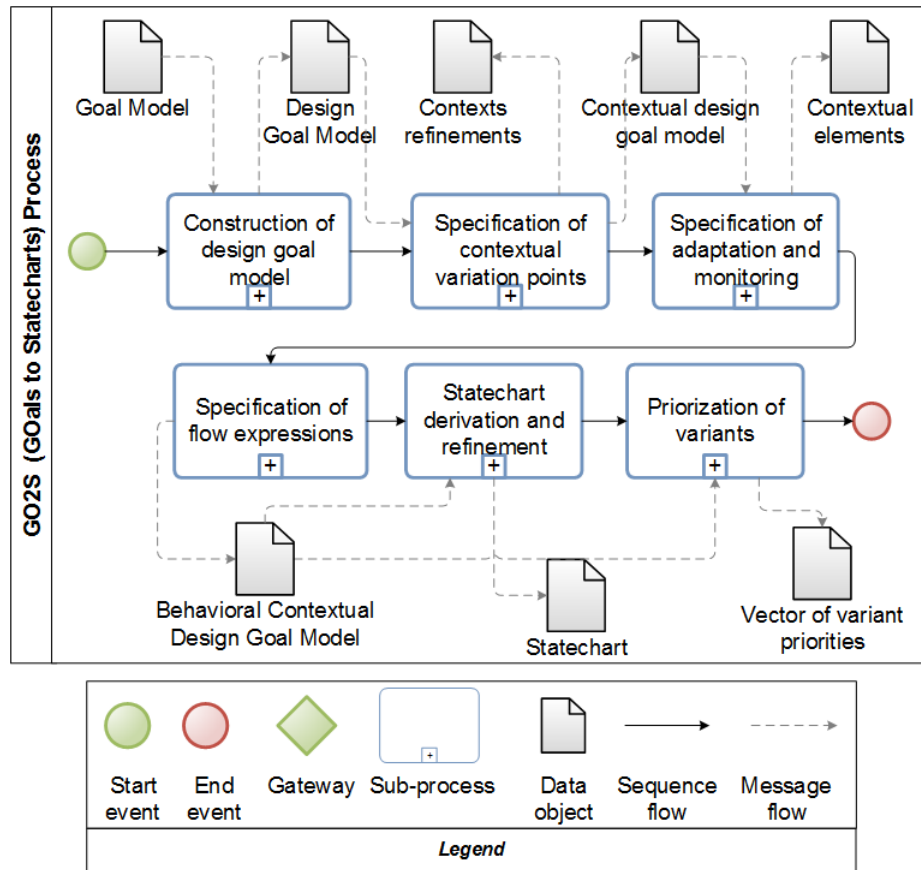 GO2S (GOals to Statecharts) Process
Goal Model
Design
Goal Model
Contexts
refinements
Contextual design
goal model
Contextual
elements
Construction of
design goal
model
+
Specification of
contextual
variation points
+
Specification of
adaptation and
monitoring
+
Specification of
flow expressions
+
Statechart
derivation and
refinement
+
Priorization of
variants
+
Behavioral Contextual
Design Goal Model
Statechart
Vector of variant
priorities
+
Start
event
End
event
Gateway
Sub-process
Data
object
Sequence
flow
Message
flow
Legend